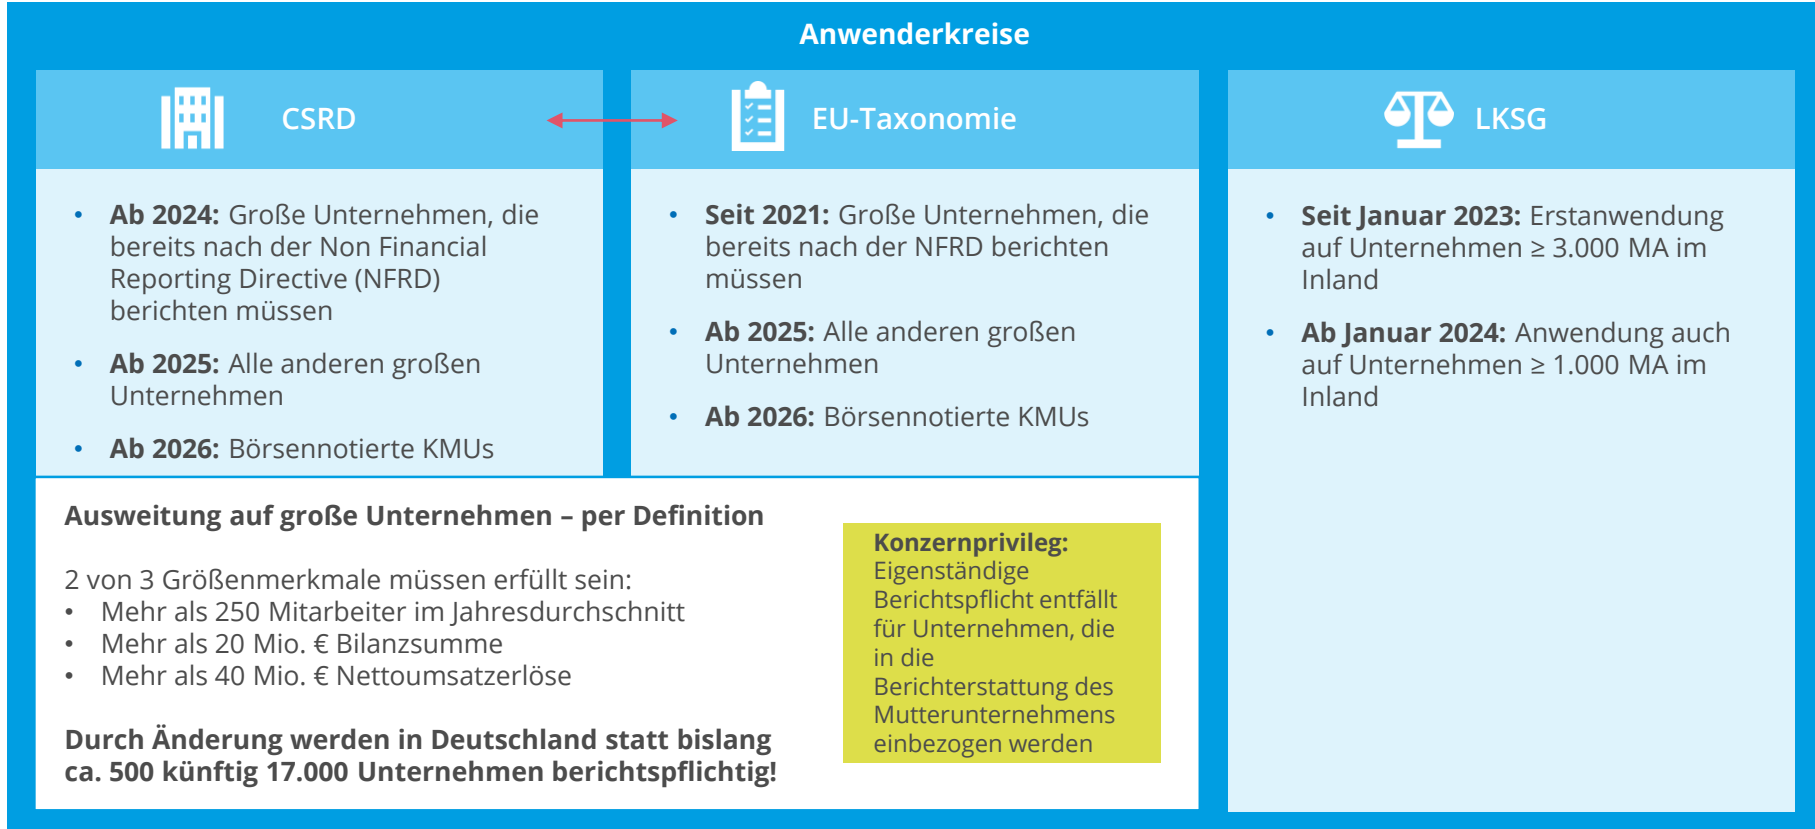 Anwenderkreise
CSRD
• Ab 2024: Große Unternehmen, die
bereits nach der Non Financial
Reporting Directive (NFRD)
berichten müssen
• Ab 2025: Alle anderen großen
Unternehmen
• Ab 2026: Börsennotierte KMUs
EU-Taxonomie
• Seit 2021: Große Unternehmen, die
bereits nach der NFRD berichten
müssen
• Ab 2025: Alle anderen großen
Unternehmen
• Ab 2026: Börsennotierte KMUs
LKSG
• Seit Januar 2023: Erstanwendung
auf Unternehmen ≥ 3.000 MA im
Inland
• Ab Januar 2024: Anwendung auch
auf Unternehmen ≥ 1.000 MA im
Inland
Ausweitung auf große Unternehmen – per Definition
2 von 3 Größenmerkmale müssen erfüllt sein:
• Mehr als 250 Mitarbeiter im Jahresdurchschnitt
• Mehr als 20 Mio. € Bilanzsumme
• Mehr als 40 Mio. € Nettoumsatzerlöse
Durch Änderung werden in Deutschland statt bislang
ca. 500 künftig 17.000 Unternehmen berichtspflichtig!
Konzernprivileg:
Eigenständige
Berichtspflicht entfällt
für Unternehmen, die
in die
Berichterstattung des
Mutterunternehmens
einbezogen werden